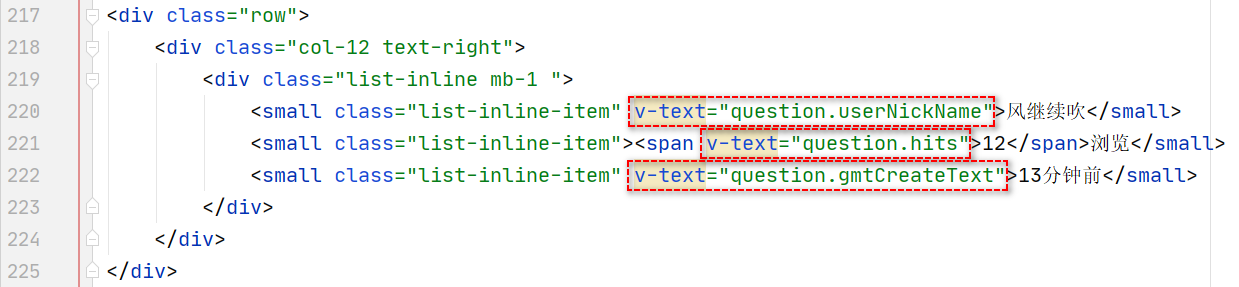 217 <div class="row">
218 <div class="col-12 text-right">
219 <div class="list-inline mb-1 ">
220 <small class="list-inline-item" v-text="question.userNickName">风继续吹</small>
221 <small class="list-inline-item"><span v-text="question.hits">12</span>浏览</small>
222 <small class="list-inline-item" v-text="question.gmtCreateText">13分钟前</small>
223 </div>
224 </div>
225 </div>